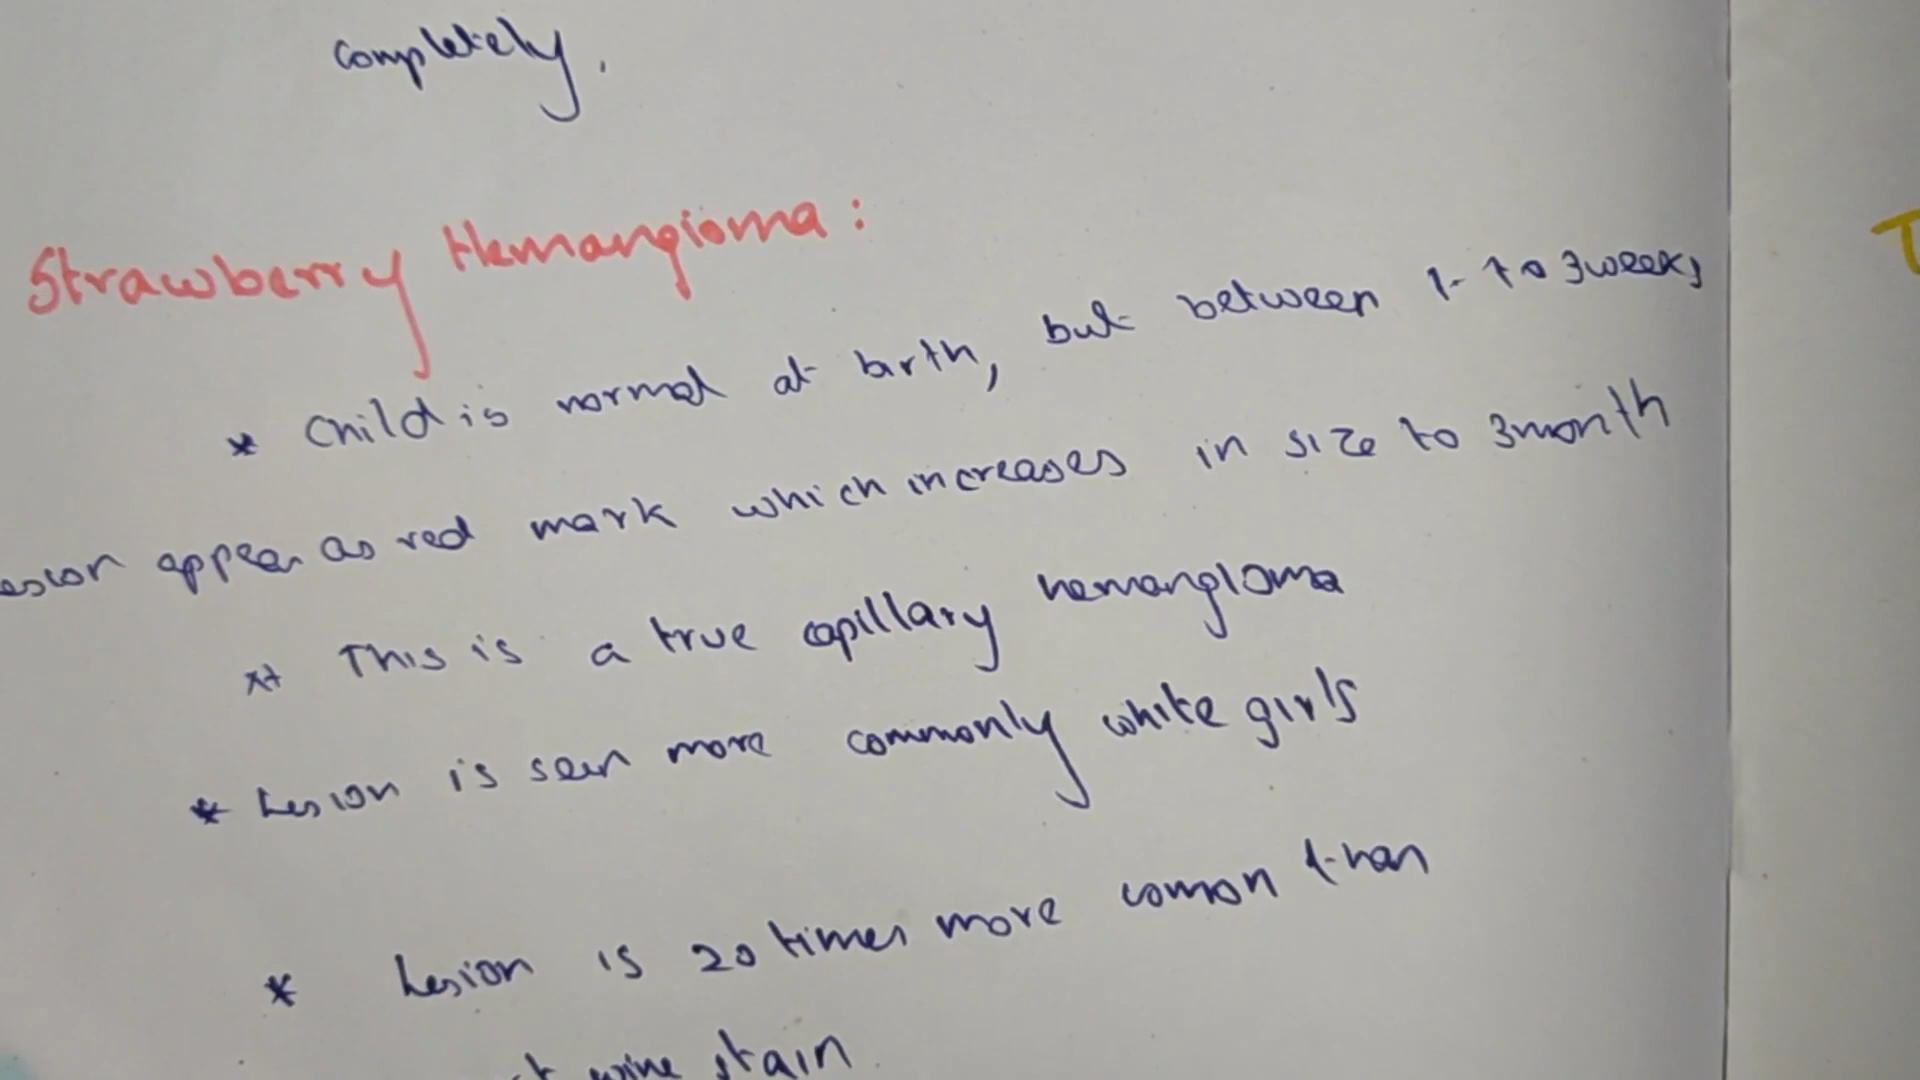 completely.
Strawberry Hemangioma:
* Child is normal at birth, but between 1- to 3 weeks
appear as red mark which increases in size to 3 month
** This is a true capillary hemangioma
* Lesion is seen more commonly white girls
* Lesion is 20 times more common than
wine stain